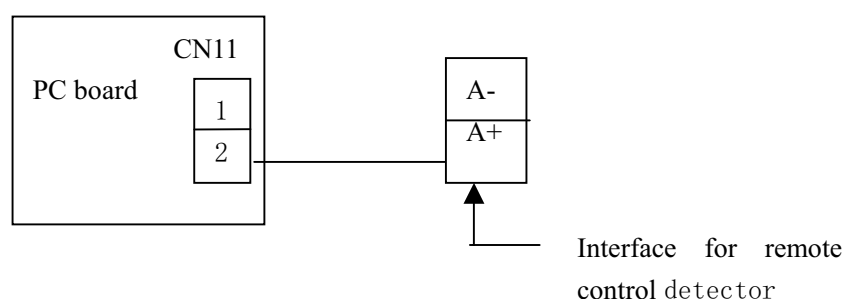 CN11
PC board
1
2
A-
A+
Interface for remote
control detector